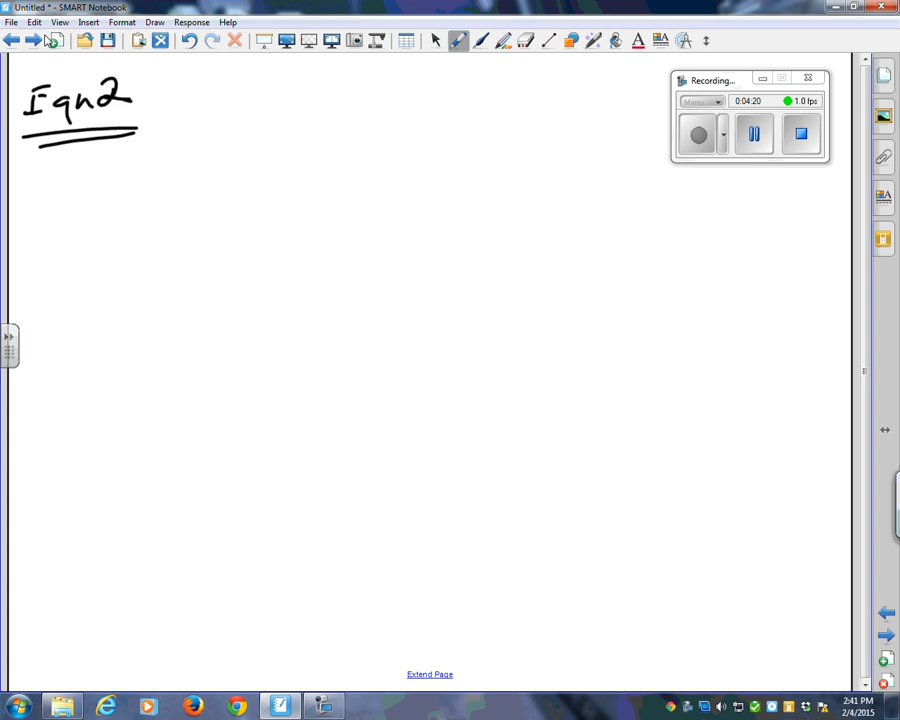 Untitled * - SMART Notebook
File Edit View Insert Format Draw Response Help
Eqn2
Recording...
Menu 0:04:20 1.0 fps
Extend Page
2:41 PM
2/4/2015